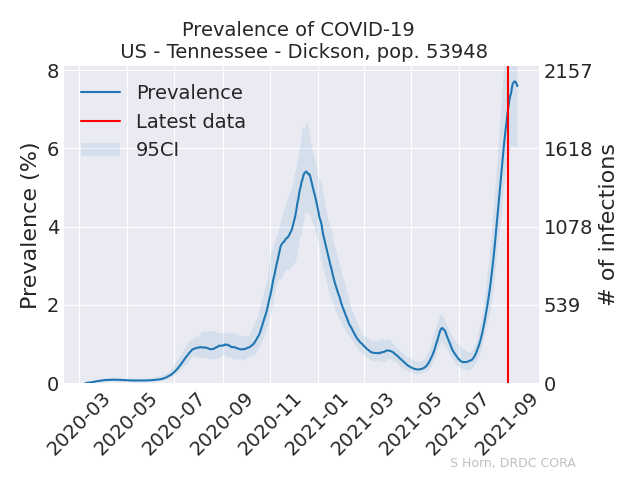 Prevalence of COVID-19
US - Tennessee - Dickson, pop. 53948
Prevalence
Latest data
95CI
Prevalence (%)
8
6
4
2
0
2157
1618
1078
539
0
# of infections
2020-03
2020-05
2020-07
2020-09
2020-11
2021-01
2021-03
2021-05
2021-07
2021-09
S Horn, DRDC CORA